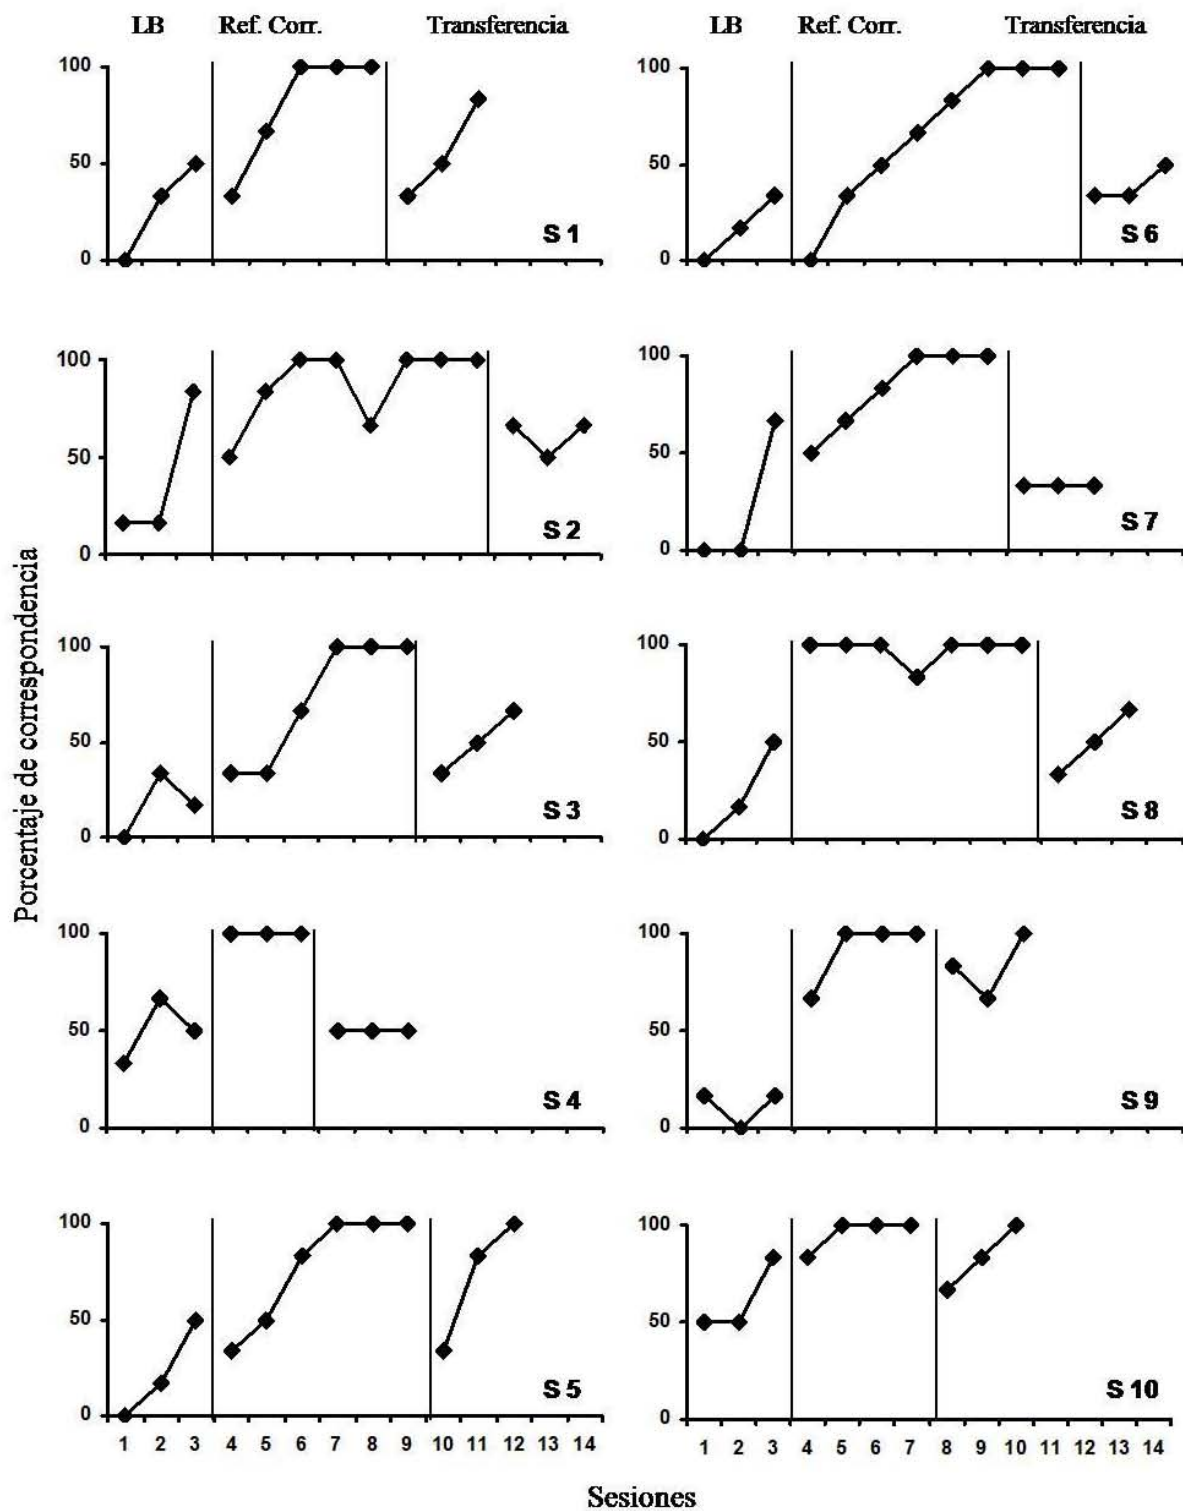 LB Ref. Corr. Transferencia LB Ref. Corr. Transferencia
100 100
50 50
0 S 1 0 S 6
100 100
50 50
0 S 2 0 S 7
100 100
50 50
0 S 3 0 S 8
100 100
50 50
0 S 4 0 S 9
100 100
50 50
0 S 5 0 S 10
1 2 3 4 5 6 7 8 9 10 11 12 13 14 1 2 3 4 5 6 7 8 9 10 11 12 13 14
Porcentaje de correspondencia
Sesiones